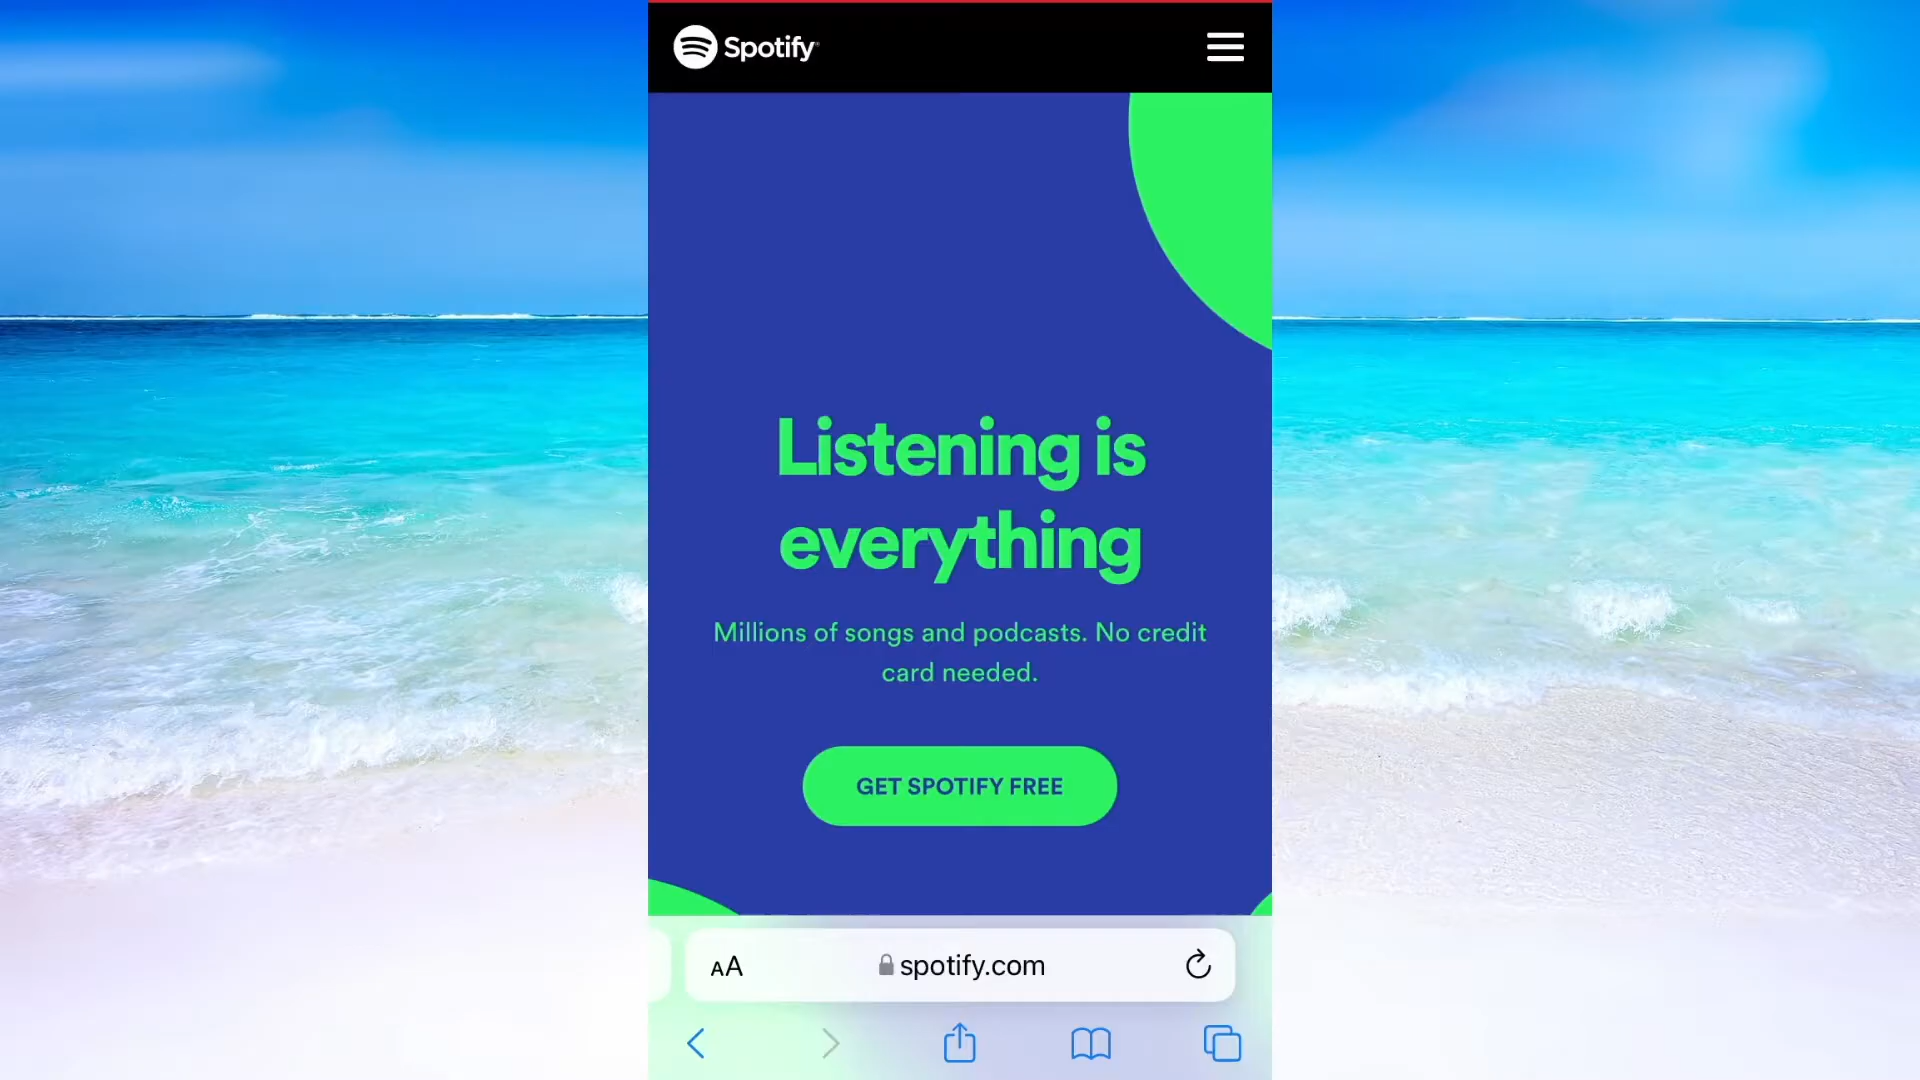 Spotify
Listening is
everything
Millions of songs and podcasts. No credit
card needed.
GET SPOTIFY FREE
AA
spotify.com